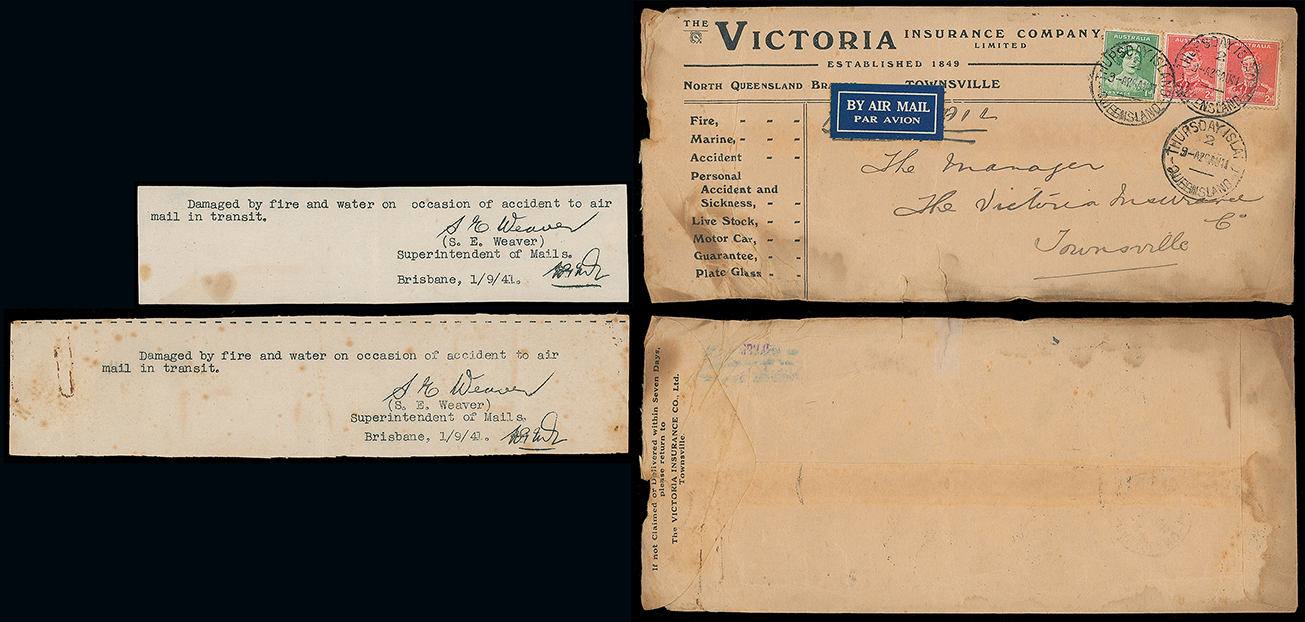 Damaged by fire and water on occasion of accident to air
mail in transit.
S E Weaver
(S. E. Weaver)
Superintendent of Mails.
Brisbane, 1/9/41.
Damaged by fire and water on occasion of accident to air
mail in transit.
S E Weaver
(S. E. Weaver)
Superintendent of Mails.
Brisbane, 1/9/41.
THE VICTORIA INSURANCE COMPANY,
LIMITED
ESTABLISHED 1849
NORTH QUEENSLAND TOWNSVILLE
BY AIR MAIL
PAR AVION
Fire, - -
Marine, - -
Accident - -
Personal
Accident and
Sickness, -
Live Stock, - -
Motor Car, - -
Guarantee, - -
Plate Glass - -
AUSTRALIA
AUSTRALIA
AUSTRALIA
THURSDAY ISLAND
QUEENSLAND
THURSDAY ISLAND
2
QUEENSLAND
THURSDAY ISLA
2
QUEENSLAND
The Manager
The Victoria Insurance
Co
Townsville
If not Claimed or Delivered within Seven Days,
please return to
The VICTORIA INSURANCE CO., Ltd.
Townsville.